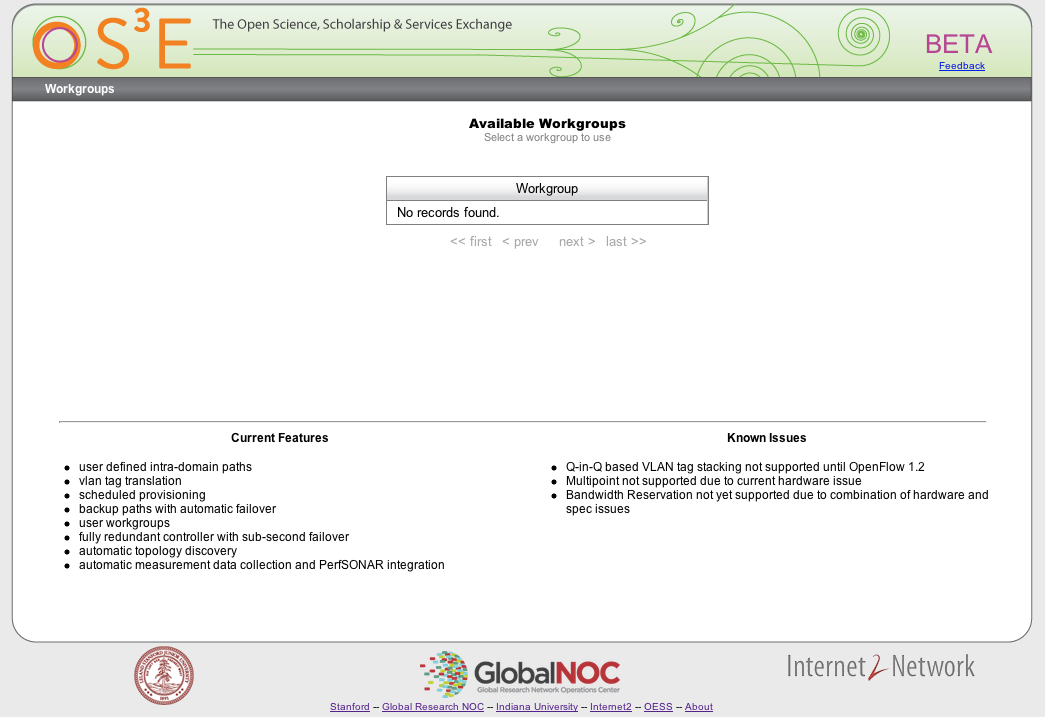 OS3E
The Open Science, Scholarship & Services Exchange
BETA
Feedback
Workgroups
Available Workgroups
Select a workgroup to use
Workgroup
No records found.
<< first < prev next > last >>
Current Features
user defined intra-domain paths
vlan tag translation
scheduled provisioning
backup paths with automatic failover
user workgroups
fully redundant controller with sub-second failover
automatic topology discovery
automatic measurement data collection and PerfSONAR integration
Known Issues
Q-in-Q based VLAN tag stacking not supported until OpenFlow 1.2
Multipoint not supported due to current hardware issue
Bandwidth Reservation not yet supported due to combination of hardware and
spec issues
GlobalNOC
Global Research Network Operations Center
Internet2 Network
Stanford -- Global Research NOC -- Indiana University -- Internet2 -- OESS -- About